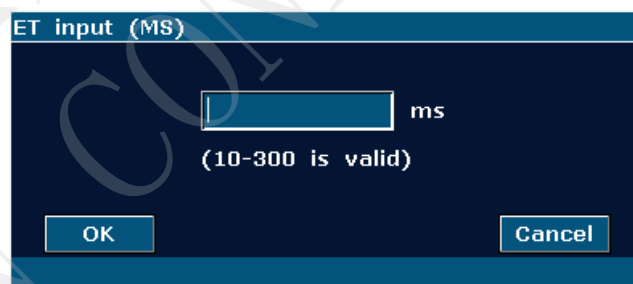 ET input (MS)
ms
(10-300 is valid)
OK
Cancel